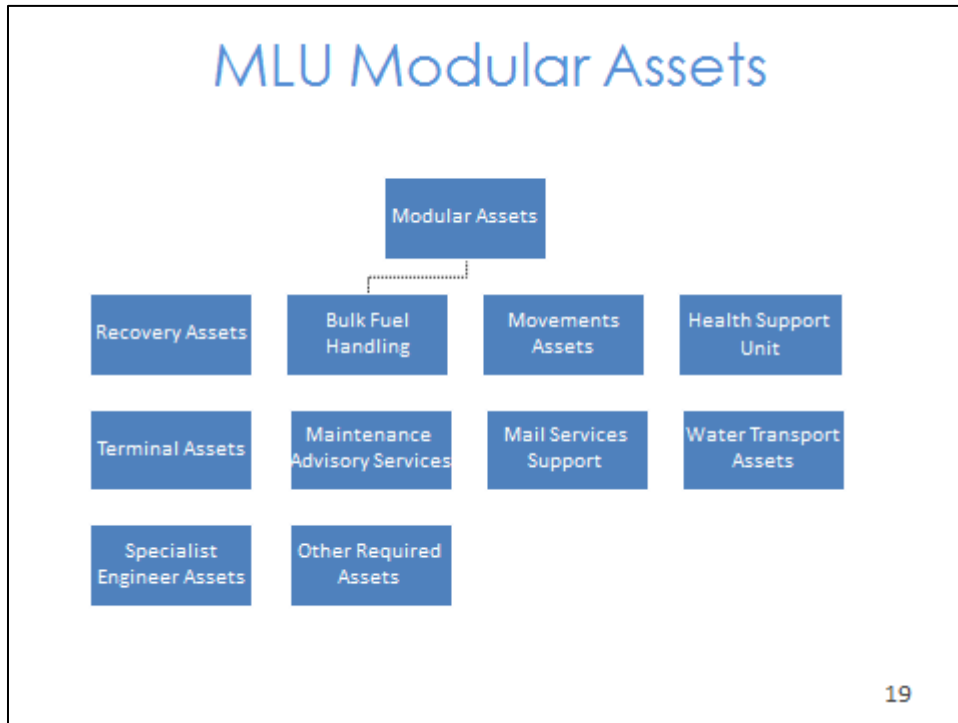 MLU Modular Assets
Modular Assets
Recovery Assets
Bulk Fuel
Handling
Movements
Assets
Health Support
Unit
Terminal Assets
Maintenance
Advisory Services
Mail Services
Support
Water Transport
Assets
Specialist
Engineer Assets
Other Required
Assets
19